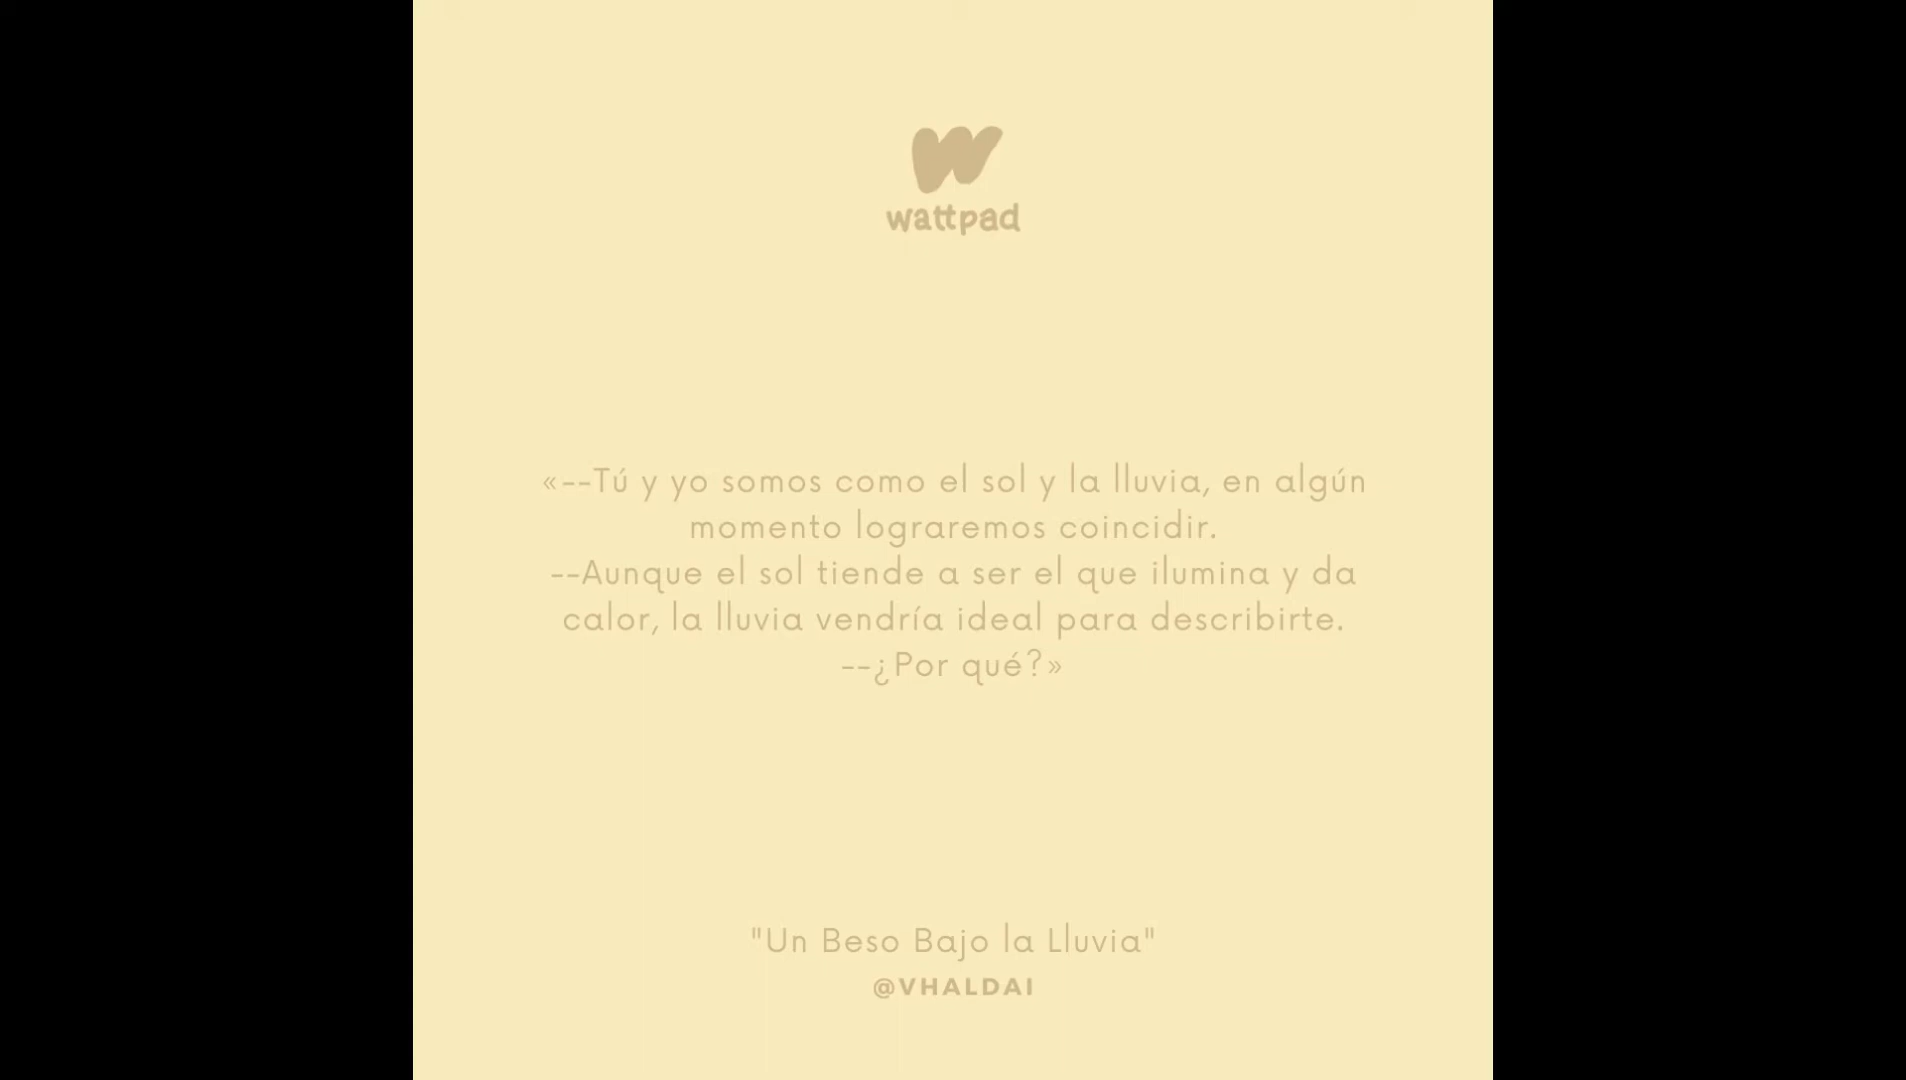 wattpad
«--Tú y yo somos como el sol y la lluvia, en algún
momento lograremos coincidir.
--Aunque el sol tiende a ser el que ilumina y da
calor, la lluvia vendría ideal para describirte.
--¿Por qué?»
"Un Beso Bajo la Lluvia"
@VHALDAI